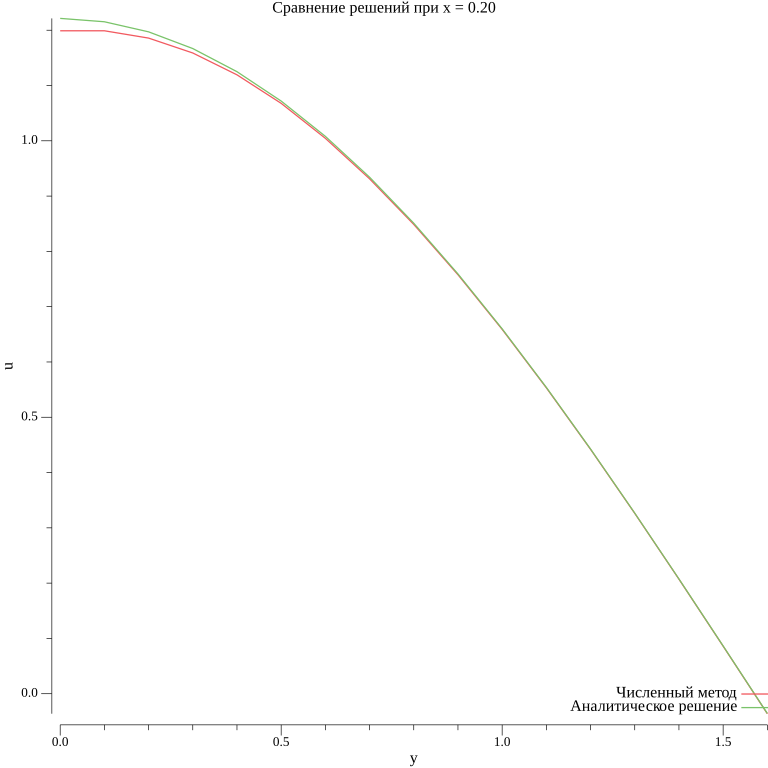 Сравнение решений при x = 0.20
1.0
u
0.5
0.0
Численный метод
Аналитическое решение
0.0 0.5 1.0 1.5
y